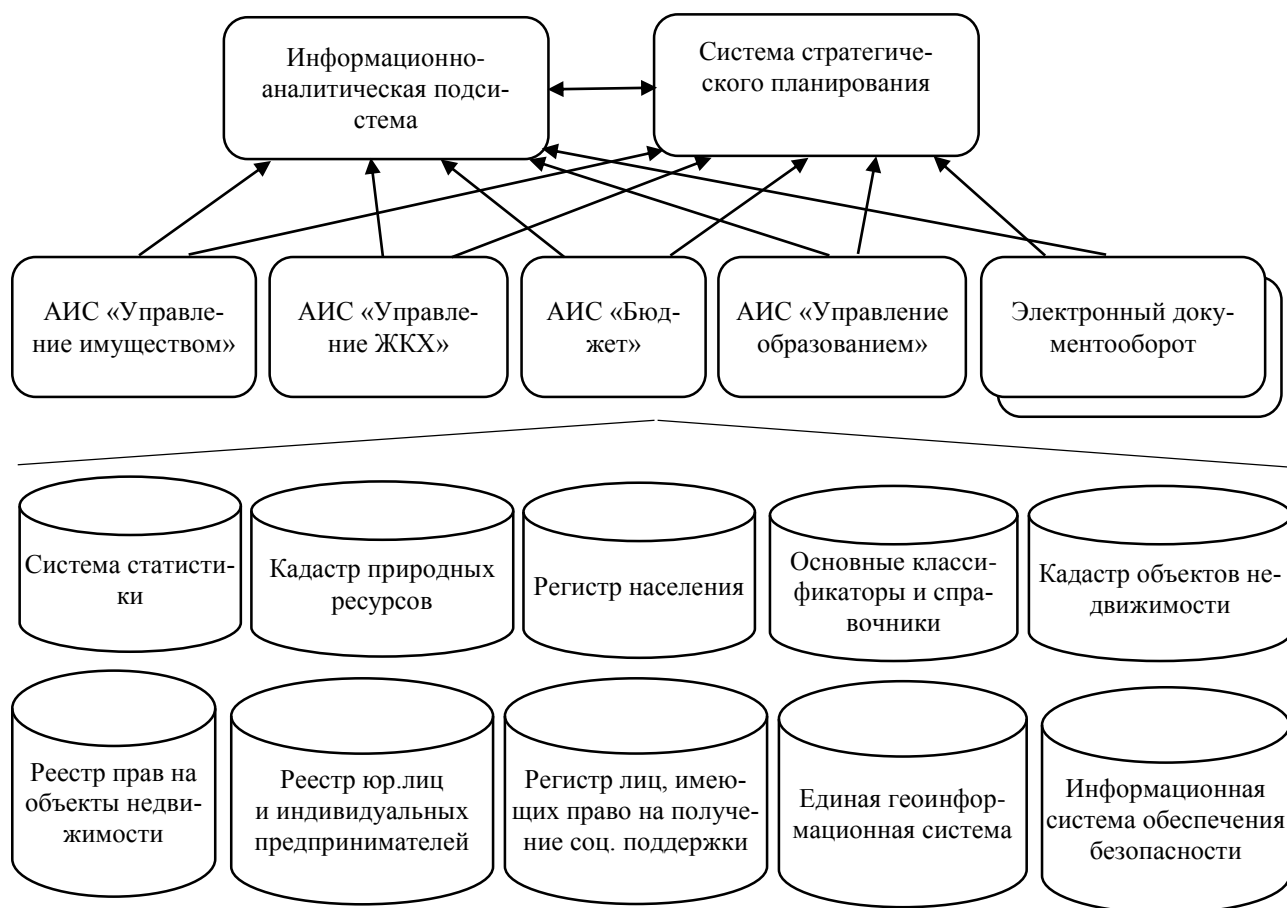 Информационно-
аналитическая подси-
стема
Система стратегиче-
ского планирования
АИС «Управле-
ние имуществом»
АИС «Управле-
ние ЖКХ»
АИС «Бюд-
жет»
АИС «Управление
образованием»
Электронный доку-
ментооборот
Система статисти-
ки
Кадастр природных
ресурсов
Регистр населения
Основные класси-
фикаторы и спра-
вочники
Кадастр объектов не-
движимости
Реестр прав на
объекты недви-
жимости
Реестр юр.лиц
и индивидуальных
предпринимателей
Регистр лиц, имею-
щих право на получе-
ние соц. поддержки
Единая геоинфор-
мационная система
Информационная
система обеспечения
безопасности